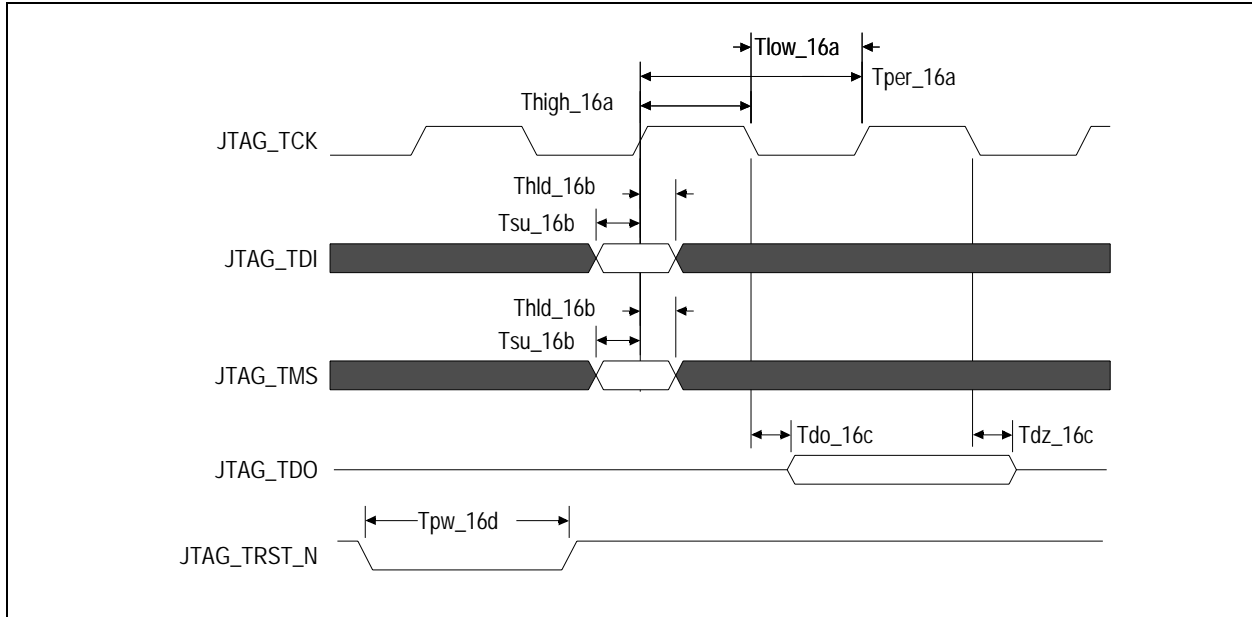 Tlow_16a
Tper_16a
Thigh_16a
JTAG_TCK
Thld_16b
Tsu_16b
JTAG_TDI
Thld_16b
Tsu_16b
JTAG_TMS
Tdo_16c
Tdz_16c
JTAG_TDO
Tpw_16d
JTAG_TRST_N